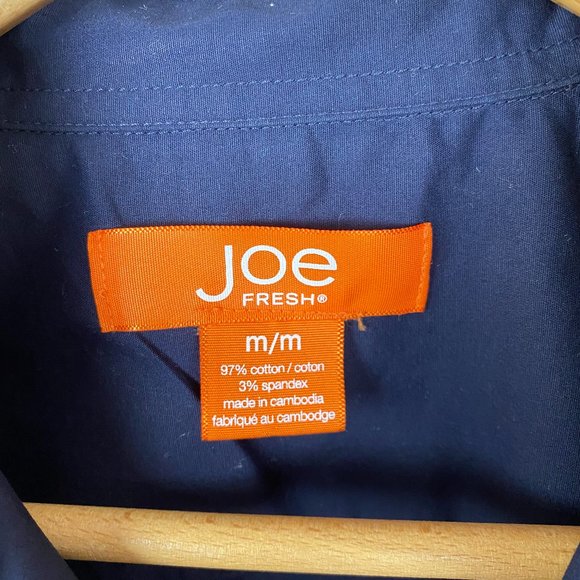 Joe
FRESH®
m/m
97% cotton / coton
3% spandex
made in cambodia
fabriqué au cambodge